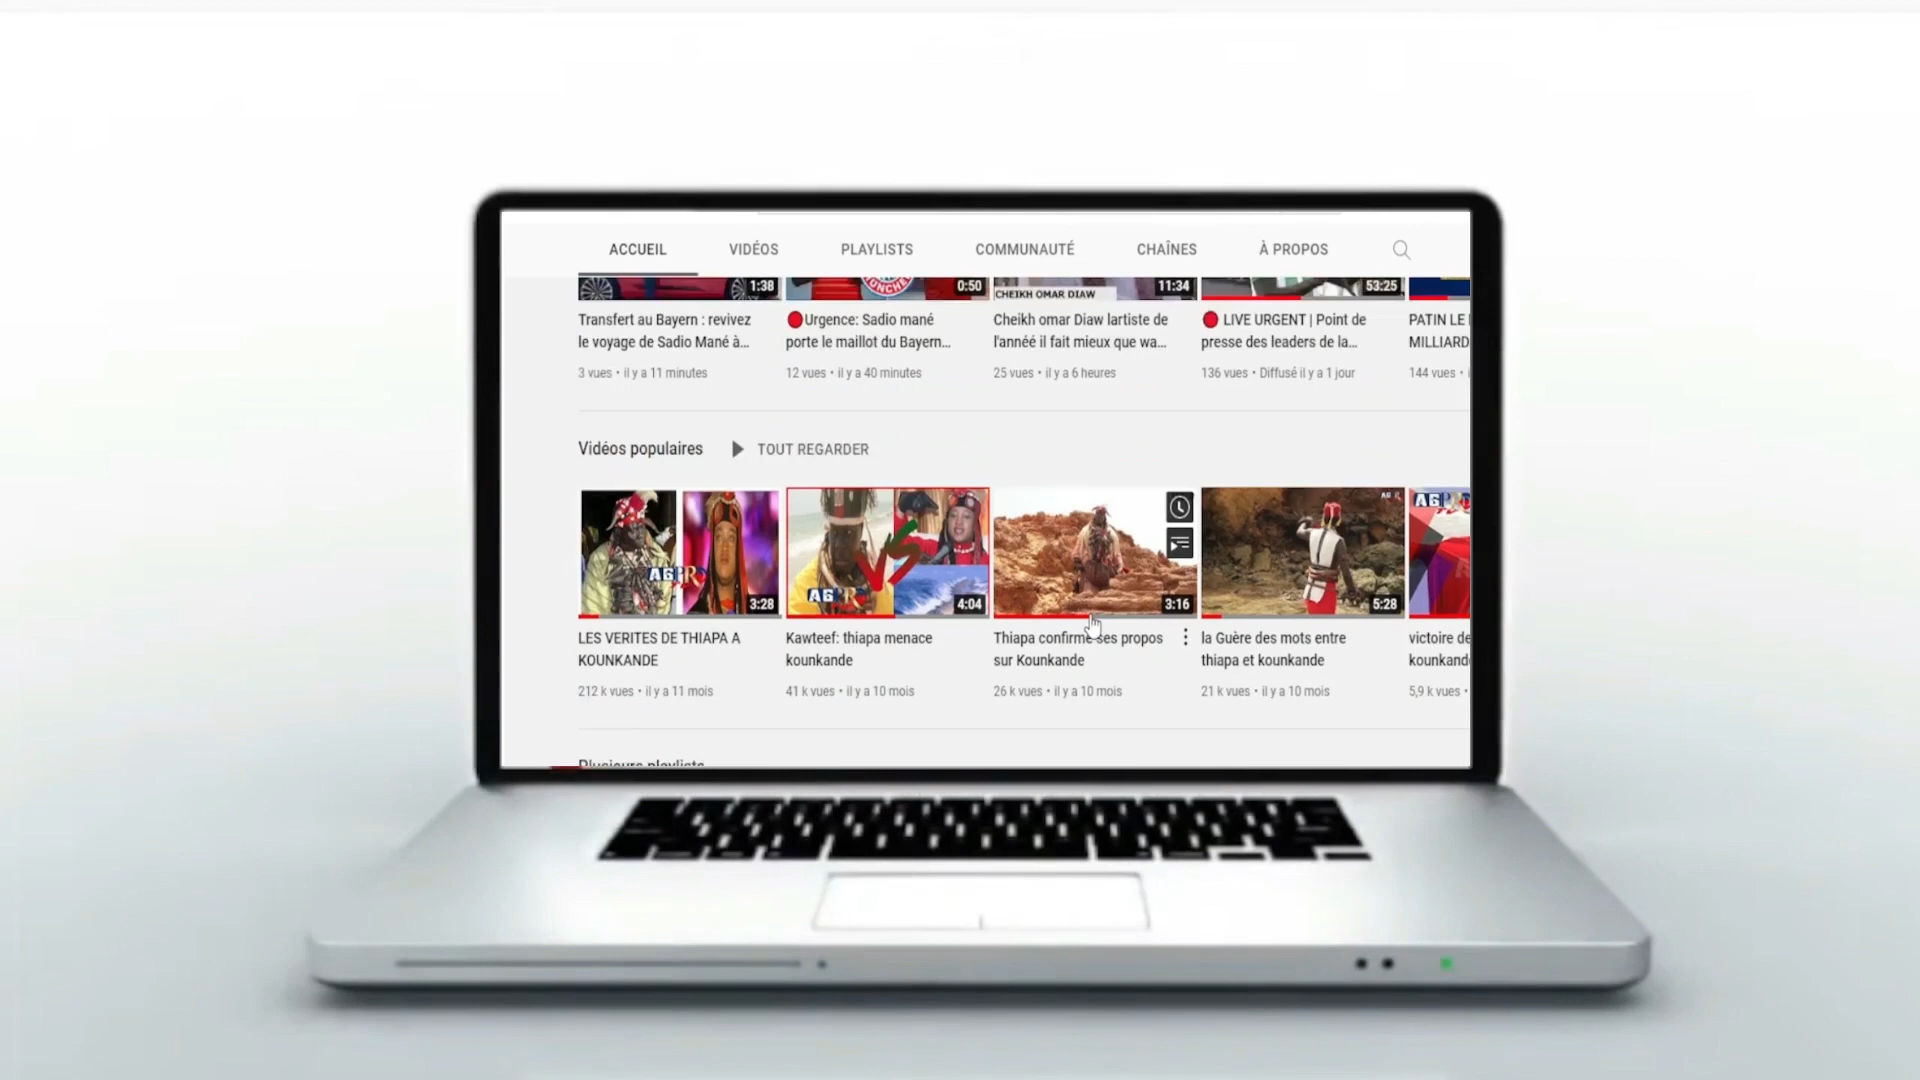 ACCUEIL VIDÉOS PLAYLISTS COMMUNAUTÉ CHAÎNES À PROPOS
CHEIKH OMAR DIAW
1:38 0:50 11:34 53:25
Transfert au Bayern : revivez
le voyage de Sadio Mané à...
3 vues • il y a 11 minutes
🔴Urgence: Sadio mané
porte le maillot du Bayern...
12 vues • il y a 40 minutes
Cheikh omar Diaw lartiste de
l'annéé il fait mieux que wa...
25 vues • il y a 6 heures
🔴 LIVE URGENT | Point de
presse des leaders de la...
136 vues • Diffusé il y a 1 jour
PATIN LE
MILLIARD
144 vues •
Vidéos populaires TOUT REGARDER
A6PR
3:28
LES VERITES DE THIAPA A
KOUNKANDE
212 k vues • il y a 11 mois
VS
A6PR
4:04
Kawteef: thiapa menace
kounkande
41 k vues • il y a 10 mois
3:16
Thiapa confirme ses propos
sur Kounkande
26 k vues • il y a 10 mois
5:28
la Guère des mots entre
thiapa et kounkande
21 k vues • il y a 10 mois
victoire de
kounkand
5,9 k vues •
Plusieurs playlists